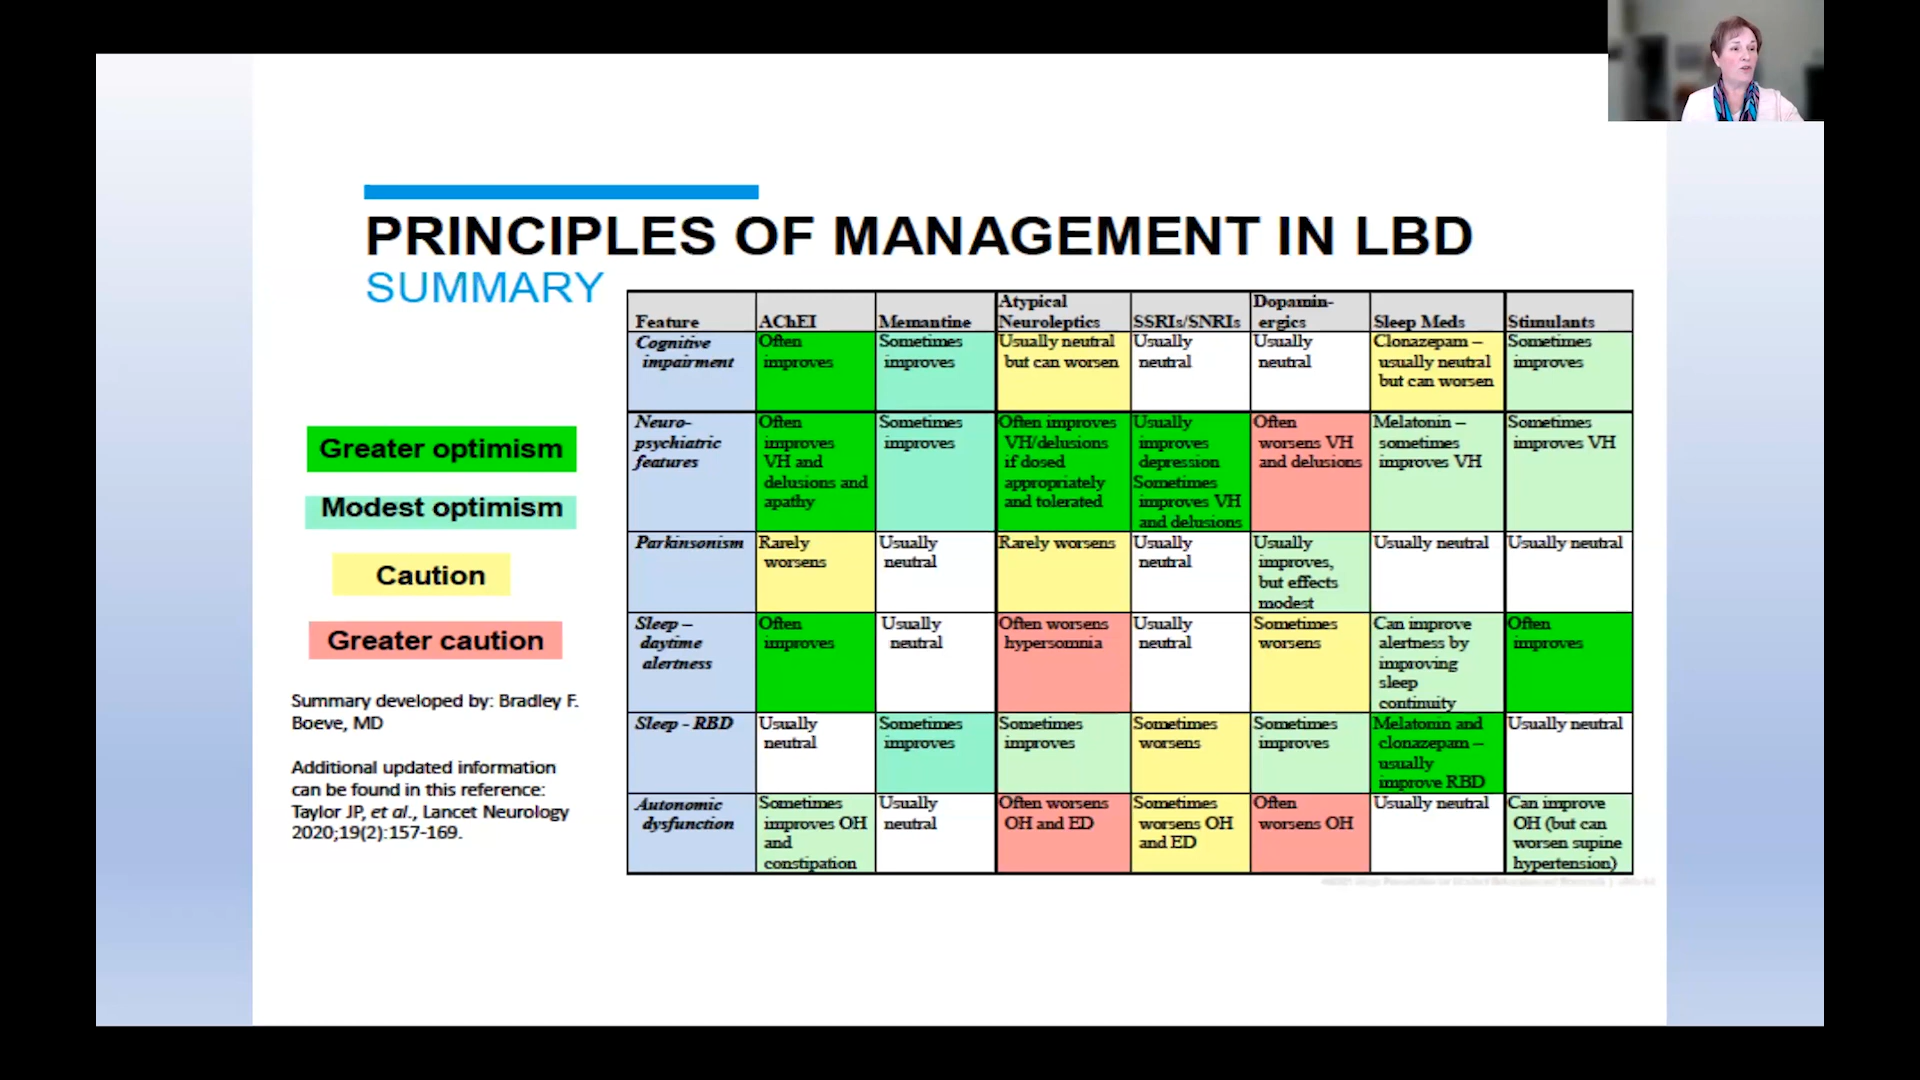 PRINCIPLES OF MANAGEMENT IN LBD
SUMMARY
Greater optimism
Modest optimism
Caution
Greater caution
Summary developed by: Bradley F.
Boeve, MD
Additional updated information
can be found in this reference:
Taylor JP, et al., Lancet Neurology
2020;19(2):157-169.
Feature
AChEI
Memantine
Atypical
Neuroleptics
SSRIs/SNRIs
Dopamin-
ergics
Sleep Meds
Stimulants
Cognitive
impairment
Often
improves
Sometimes
improves
Usually neutral
but can worsen
Usually
neutral
Usually
neutral
Clonazepam –
usually neutral
but can worsen
Sometimes
improves
Neuro-
psychiatric
features
Often
improves
VH and
delusions and
apathy
Sometimes
improves
Often improves
VH/delusions
if dosed
appropriately
and tolerated
Usually
improves
depression
Sometimes
improves VH
and delusions
Often
worsens VH
and delusions
Melatonin –
sometimes
improves VH
Sometimes
improves VH
Parkinsonism
Rarely
worsens
Usually
neutral
Rarely worsens
Usually
neutral
Usually
improves,
but effects
modest
Usually neutral
Usually neutral
Sleep –
daytime
alertness
Often
improves
Usually
neutral
Often worsens
hypersomnia
Usually
neutral
Sometimes
worsens
Can improve
alertness by
improving
sleep
continuity
Often
improves
Sleep - RBD
Usually
neutral
Sometimes
improves
Sometimes
improves
Sometimes
worsens
Sometimes
improves
Melatonin and
clonazepam –
usually
improve RBD
Usually neutral
Autonomic
dysfunction
Sometimes
improves OH
and
constipation
Usually
neutral
Often worsens
OH and ED
Sometimes
worsens OH
and ED
Often
worsens OH
Usually neutral
Can improve
OH (but can
worsen supine
hypertension)